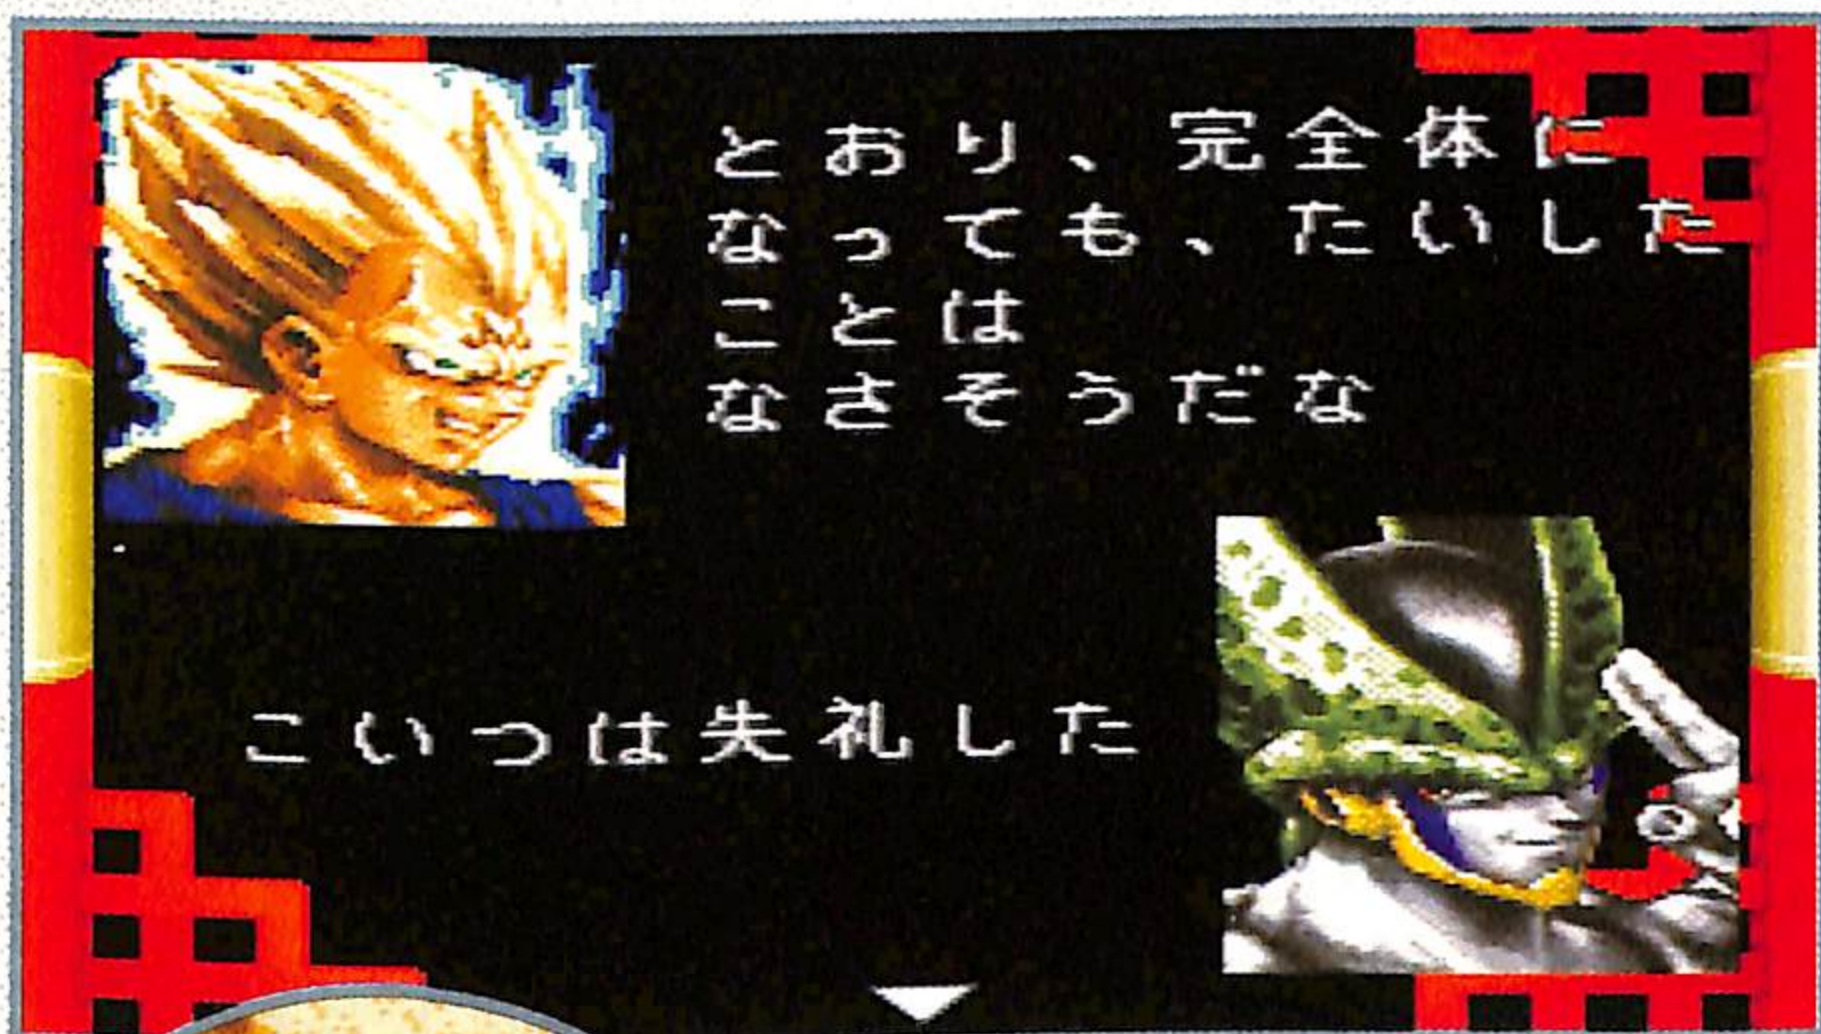 とおり、完全体に
なっても、たいした
ことは
なさそうだな
こいつは失礼した